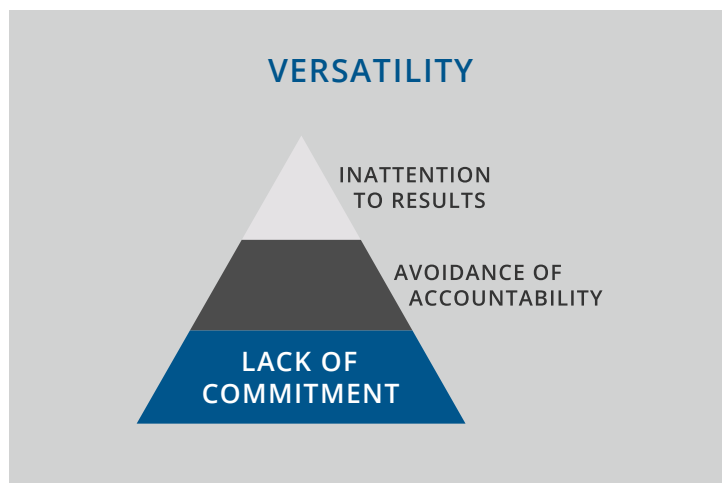 VERSATILITY
INATTENTION
TO RESULTS
AVOIDANCE OF
ACCOUNTABILITY
LACK OF
COMMITMENT